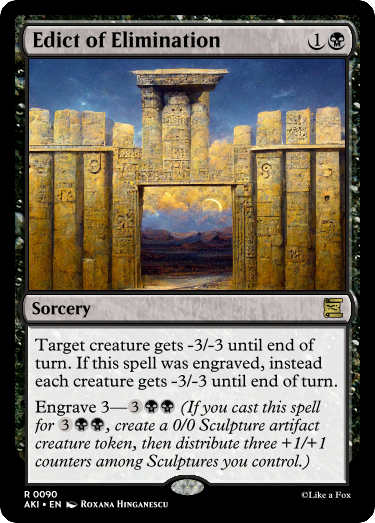 Edict of Elimination 1
Sorcery
Target creature gets -3/-3 until end of
turn. If this spell was engraved, instead
each creature gets -3/-3 until end of turn.
Engrave 3—3 (If you cast this spell
for 3, create a 0/0 Sculpture artifact
creature token, then distribute three +1/+1
counters among Sculptures you control.)
R 0090
AKI • EN Roxana Hinganescu
©Like a Fox